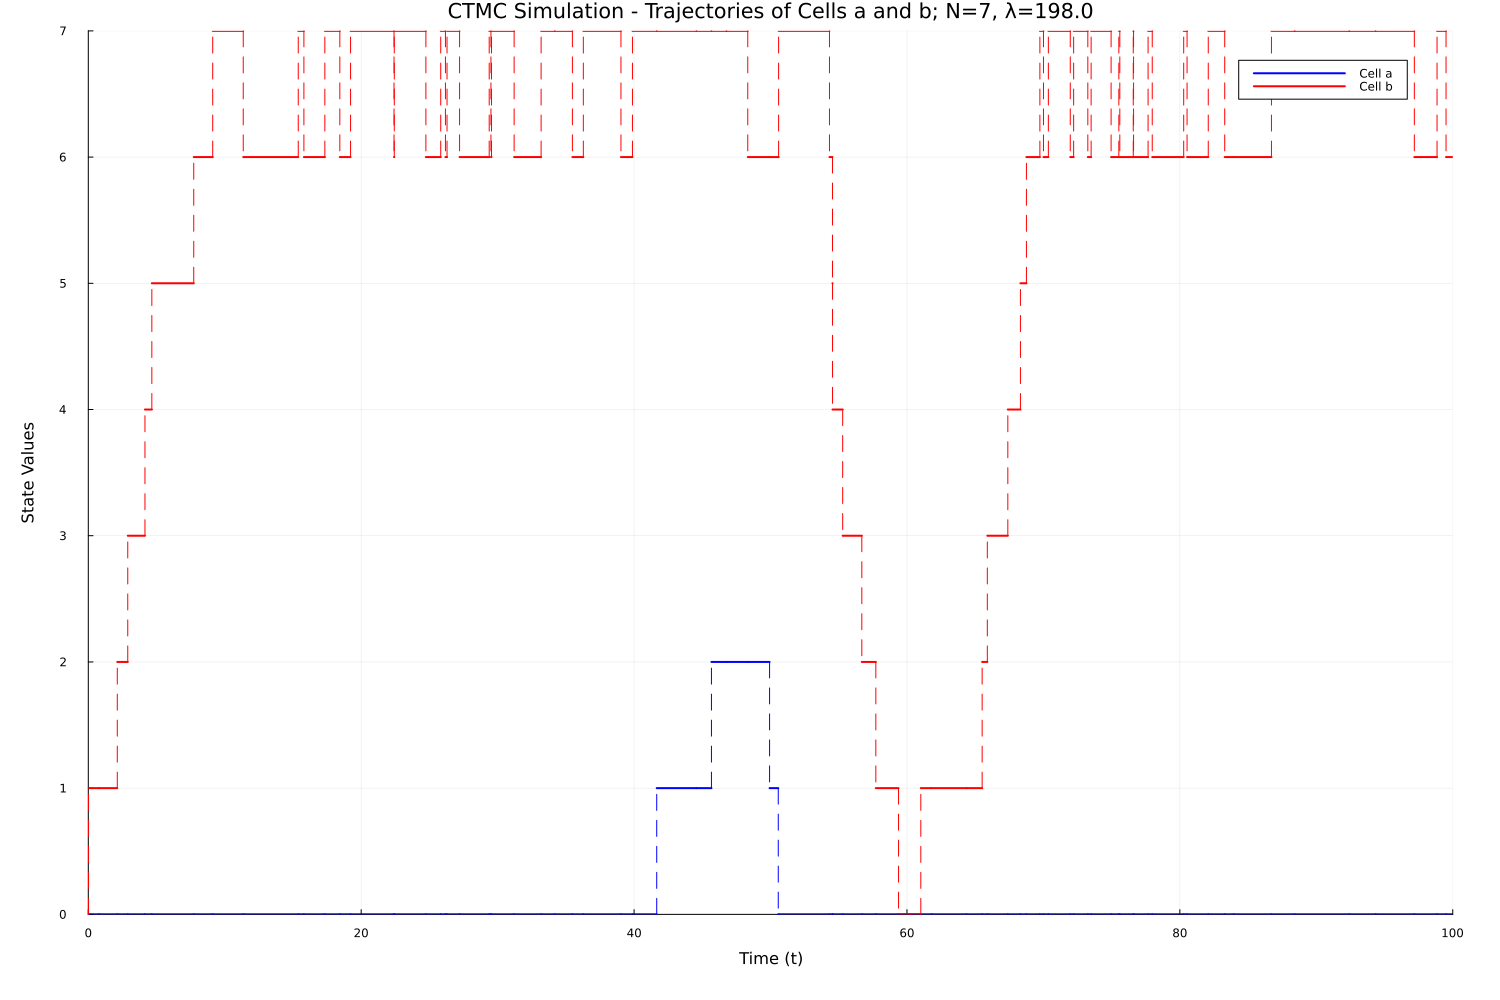 CTMC Simulation - Trajectories of Cells a and b; N=7, λ=198.0
7
6
5
4
3
2
1
0
State Values
Cell a
Cell b
0 20 40 60 80 100
Time (t)